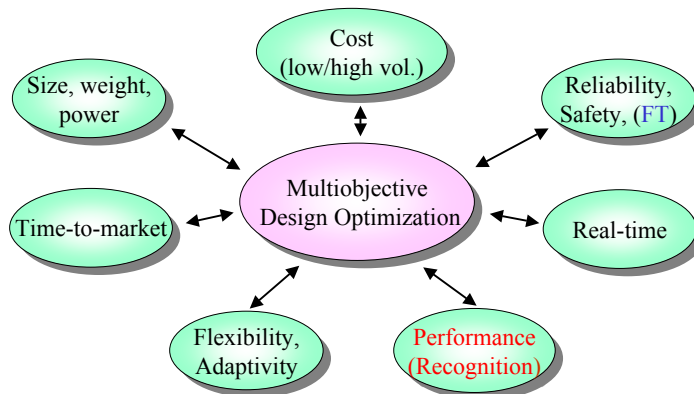 Cost
(low/high vol.)
Size, weight,
power
Reliability,
Safety, (FT)
Multiobjective
Design Optimization
Time-to-market
Real-time
Flexibility,
Adaptivity
Performance
(Recognition)